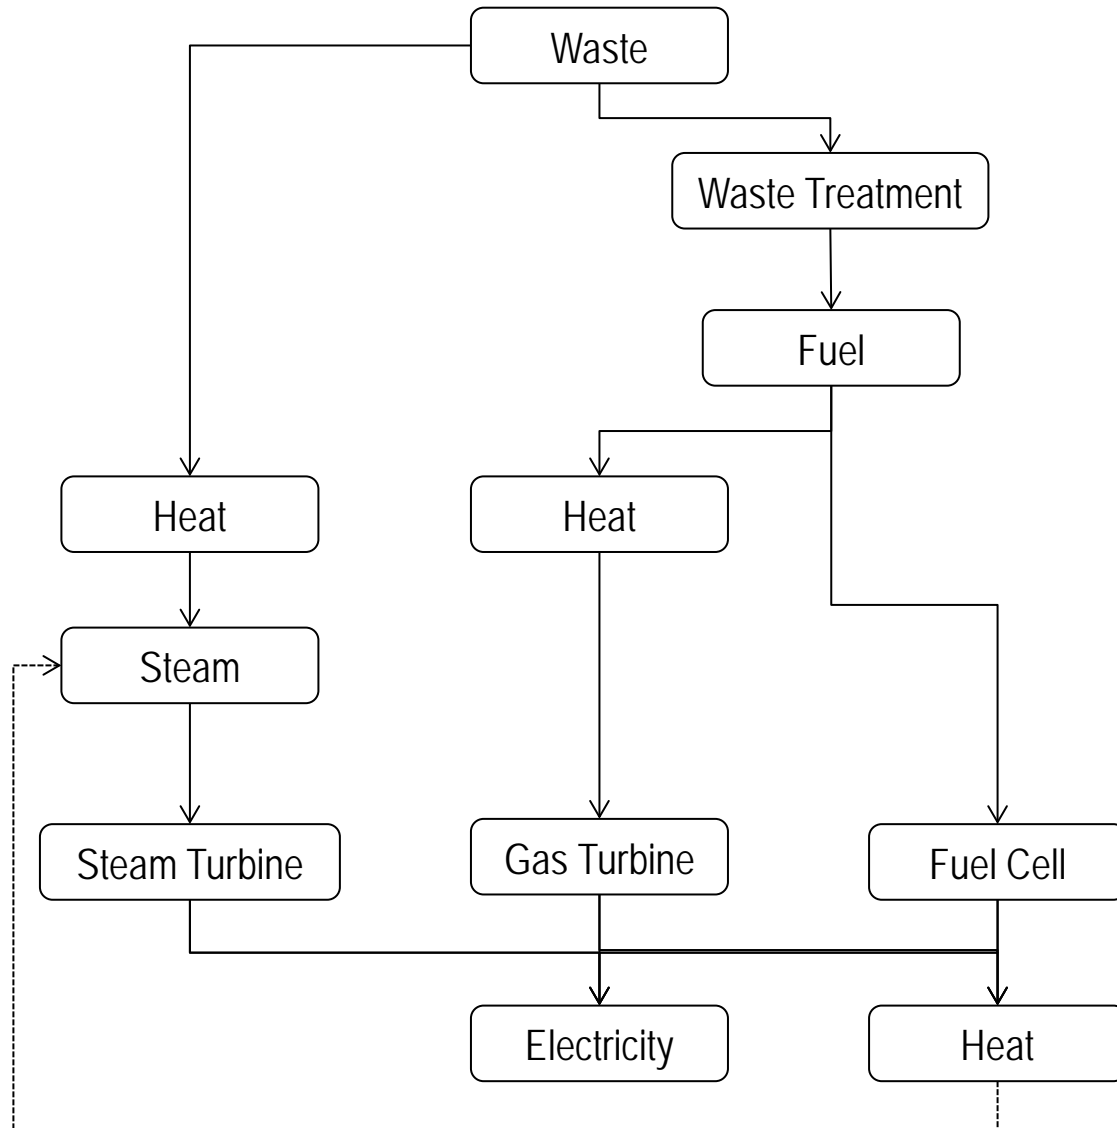 Waste
Waste Treatment
Fuel
Heat
Heat
Steam
Steam Turbine
Gas Turbine
Fuel Cell
Electricity
Heat